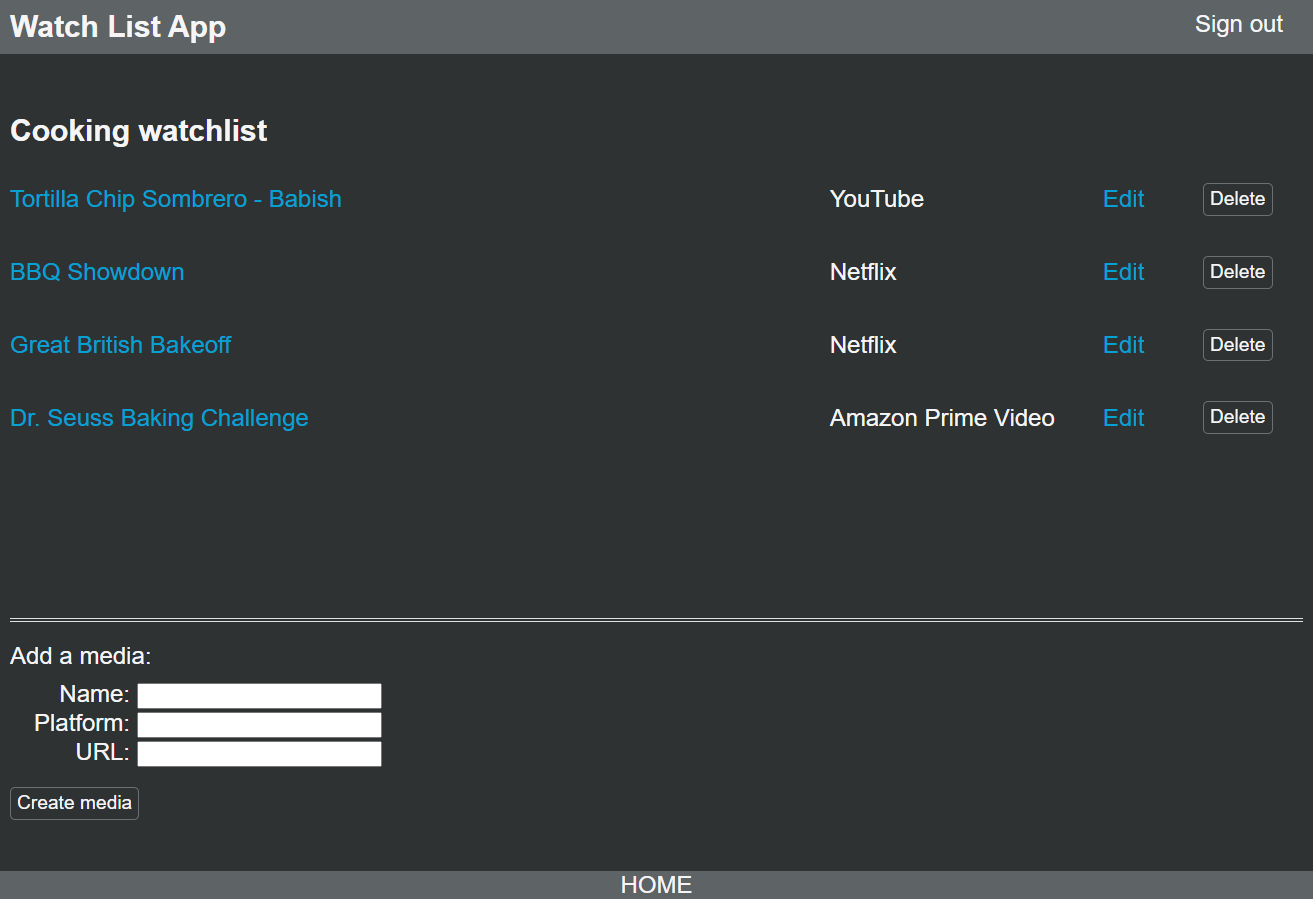 Watch List App Sign out
Cooking watchlist
Tortilla Chip Sombrero - Babish YouTube Edit Delete
BBQ Showdown Netflix Edit Delete
Great British Bakeoff Netflix Edit Delete
Dr. Seuss Baking Challenge Amazon Prime Video Edit Delete
Add a media:
Name:
Platform:
URL:
Create media
HOME